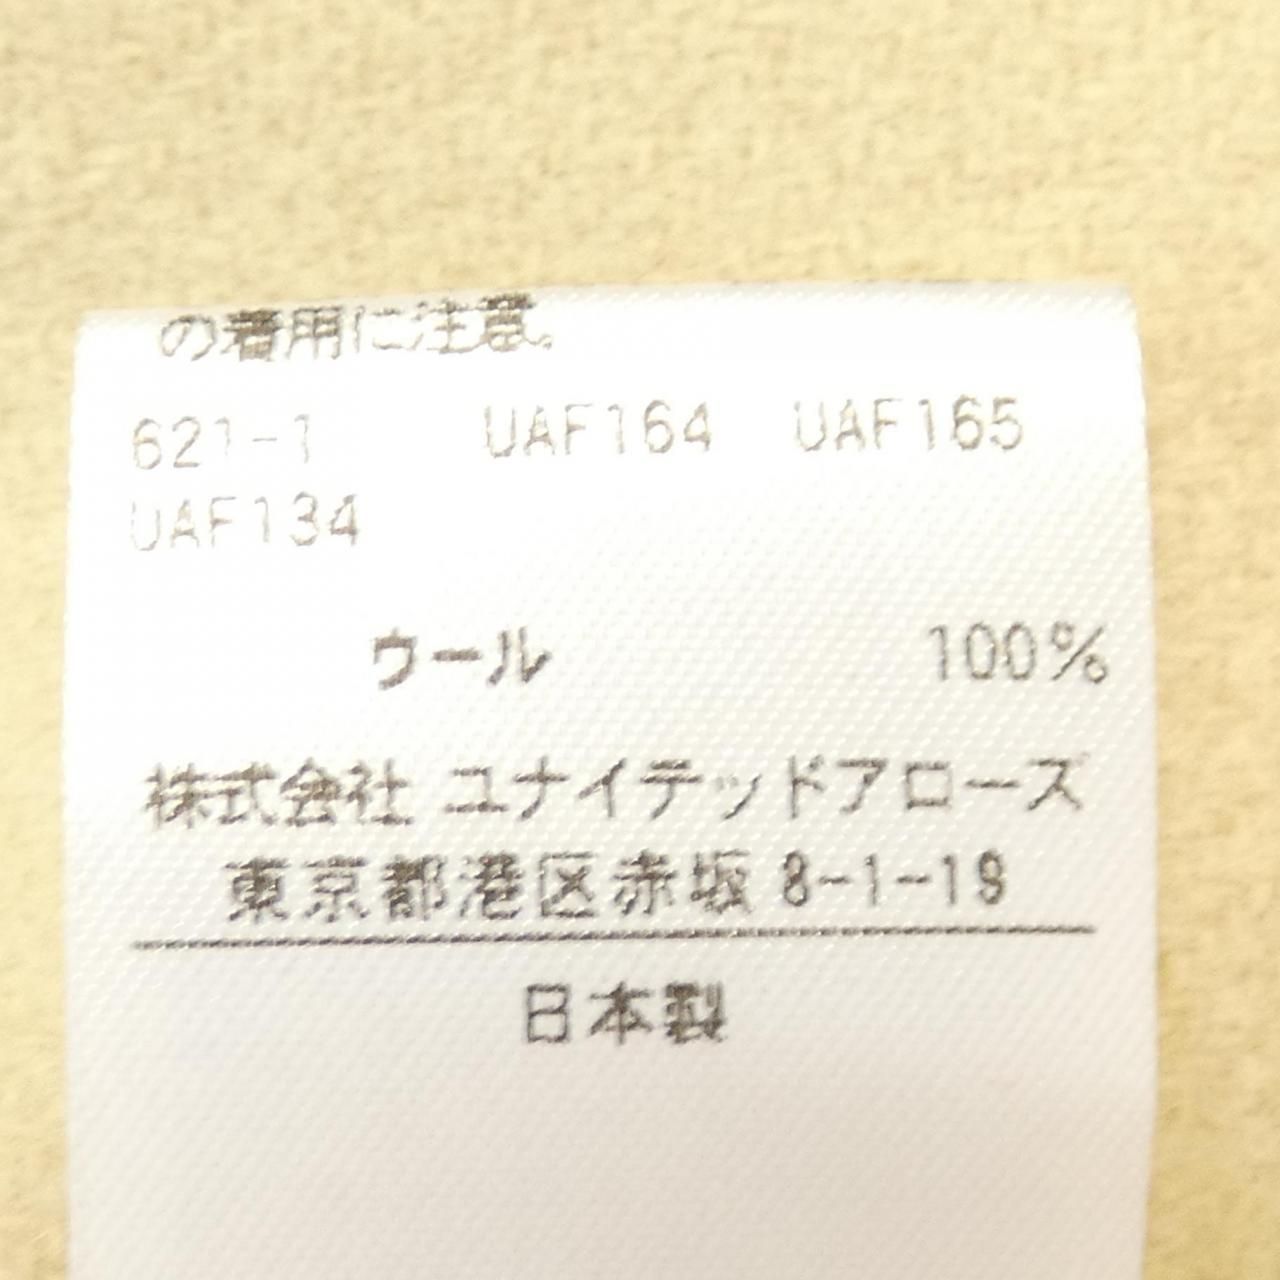 の着用に注意。
621-1 UAF164 UAF165
UAF134
ウール 100%
株式会社 ユナイテッドアローズ
東京都港区赤坂 8-1-19
日本製